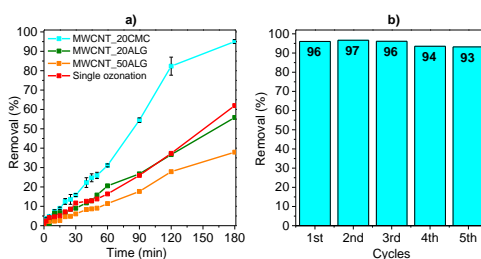 a)
MWCNT_20CMC
MWCNT_20ALG
MWCNT_50ALG
Single ozonation
100
90
80
70
60
50
40
30
20
10
0
Removal (%)
0 30 60 90 120 150 180
Time (min)
b)
100
90
80
70
60
50
40
30
20
10
0
Removal (%)
96 97 96 94 93
1st 2nd 3rd 4th 5th
Cycles